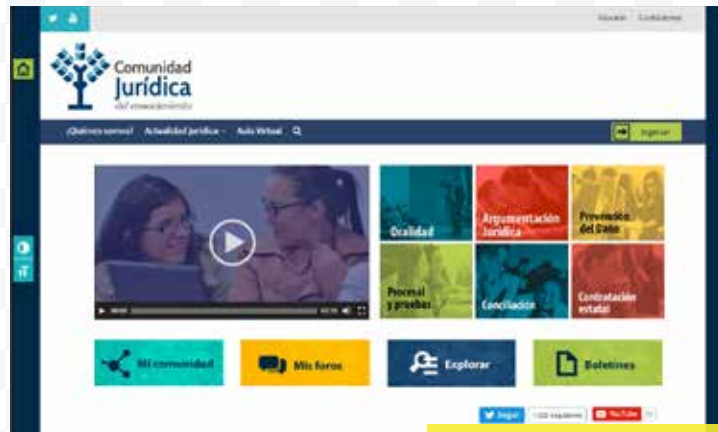 Comunidad
Jurídica
del conocimiento
¿Quiénes somos? Actualidad jurídica Aula Virtual
Ingresar
Oralidad
Argumentación
Jurídica
Prevención
del Daño
Procesal
y pruebas
Conciliación
Contratación
estatal
Mi comunidad
Mis foros
Explorar
Boletines
Seguir
YouTube